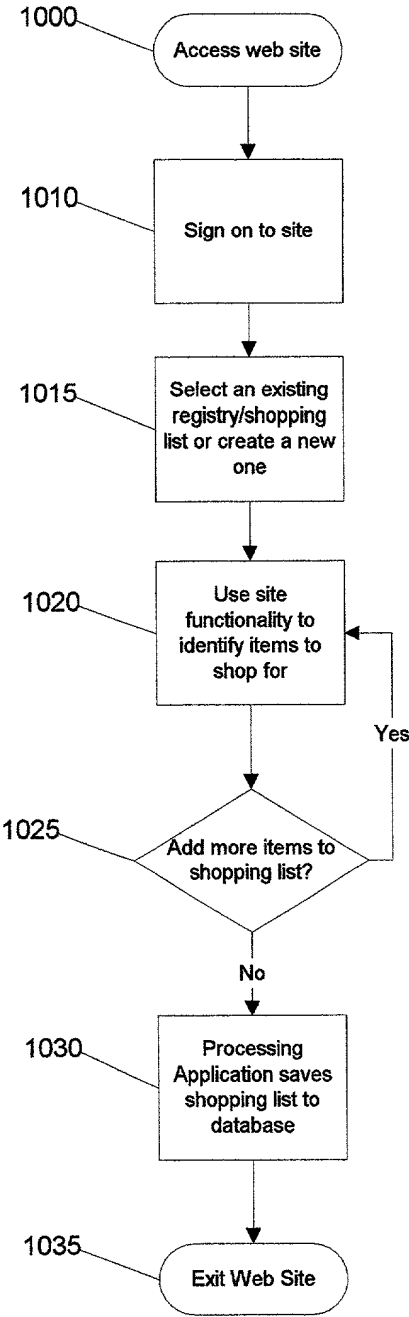 1000
Access web site
1010
Sign on to site
1015
Select an existing
registry/shopping
list or create a new
one
1020
Use site
functionality to
identify items to
shop for
Yes
1025
Add more items to
shopping list?
No
1030
Processing
Application saves
shopping list to
database
1035
Exit Web Site